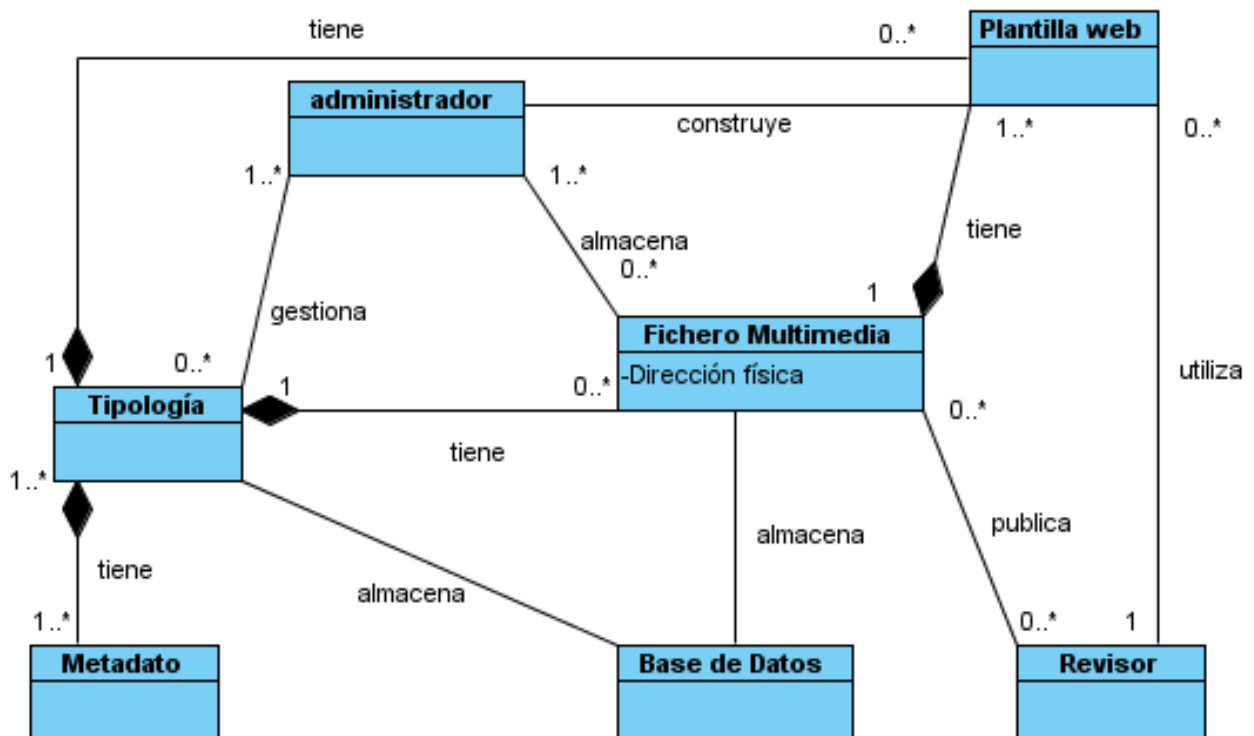 tiene
0..*
Plantilla web
administrador
construye
1..*
0..*
1..*
1..*
almacena
0..*
tiene
gestiona
1
Fichero Multimedia
-Dirección física
1
0..*
1
0..*
utiliza
Tipología
0..*
tiene
1..*
publica
almacena
tiene
almacena
1..*
0..*
1
Metadato
Base de Datos
Revisor